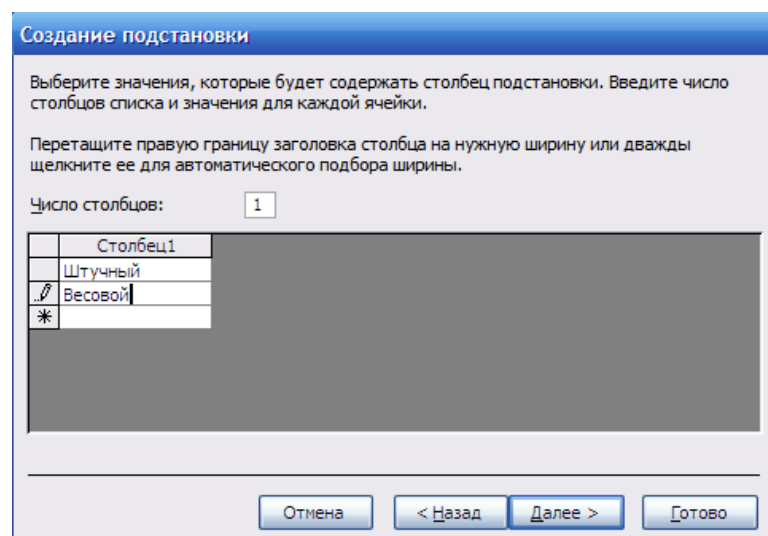 Создание подстановки
Выберите значения, которые будет содержать столбец подстановки. Введите число
столбцов списка и значения для каждой ячейки.
Перетащите правую границу заголовка столбца на нужную ширину или дважды
щелкните ее для автоматического подбора ширины.
Число столбцов: 1
Столбец1
Штучный
Весовой
Отмена < Назад Далее > Готово